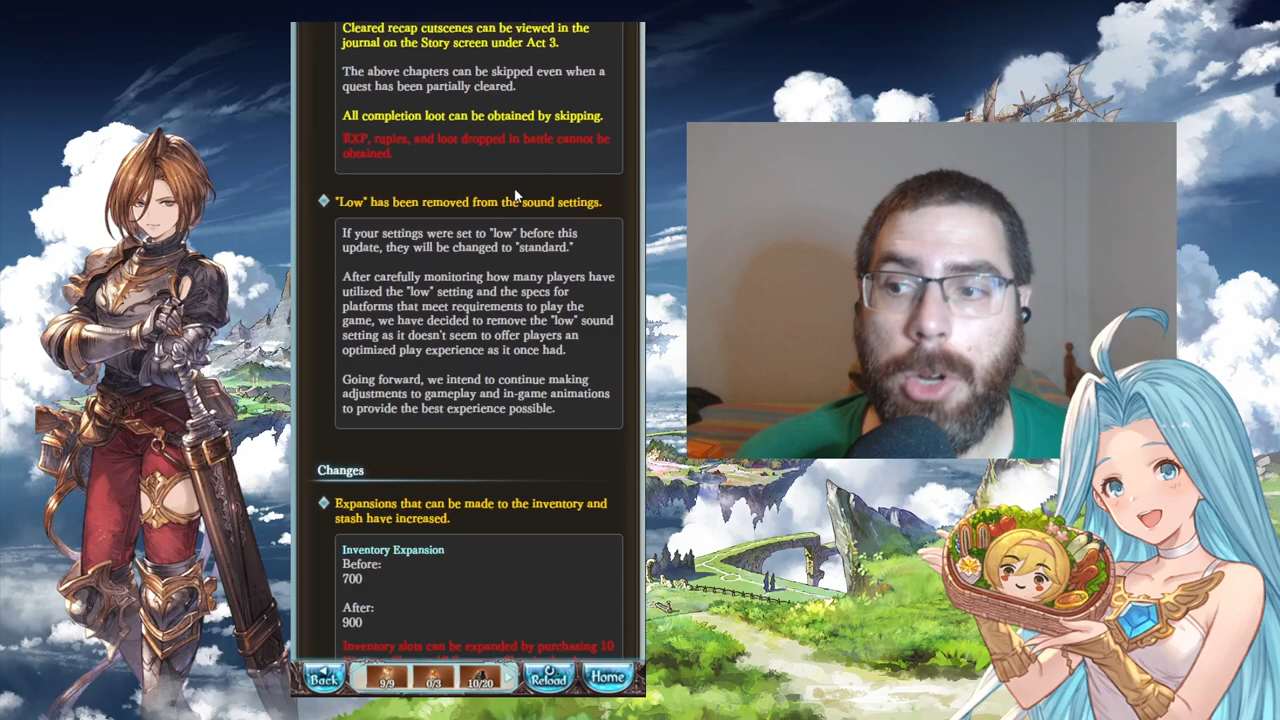 Cleared recap cutscenes can be viewed in the
journal on the Story screen under Act 3.
The above chapters can be skipped even when a
quest has been partially cleared.
All completion loot can be obtained by skipping.
EXP, rupies, and loot dropped in battle cannot be
obtained.
"Low" has been removed from the sound settings.
If your settings were set to "low" before this
update, they will be changed to "standard."
After carefully monitoring how many players have
utilized the "low" setting and the specs for
platforms that meet requirements to play the
game, we have decided to remove the "low" sound
setting as it doesn't seem to offer players an
optimized play experience as it once had.
Going forward, we intend to continue making
adjustments to gameplay and in-game animations
to provide the best experience possible.
Changes
Expansions that can be made to the inventory and
stash have increased.
Inventory Expansion
Before:
700
After:
900
Inventory slots can be expanded by purchasing 10
Back 9/9 0/3 10/20 Reload Home